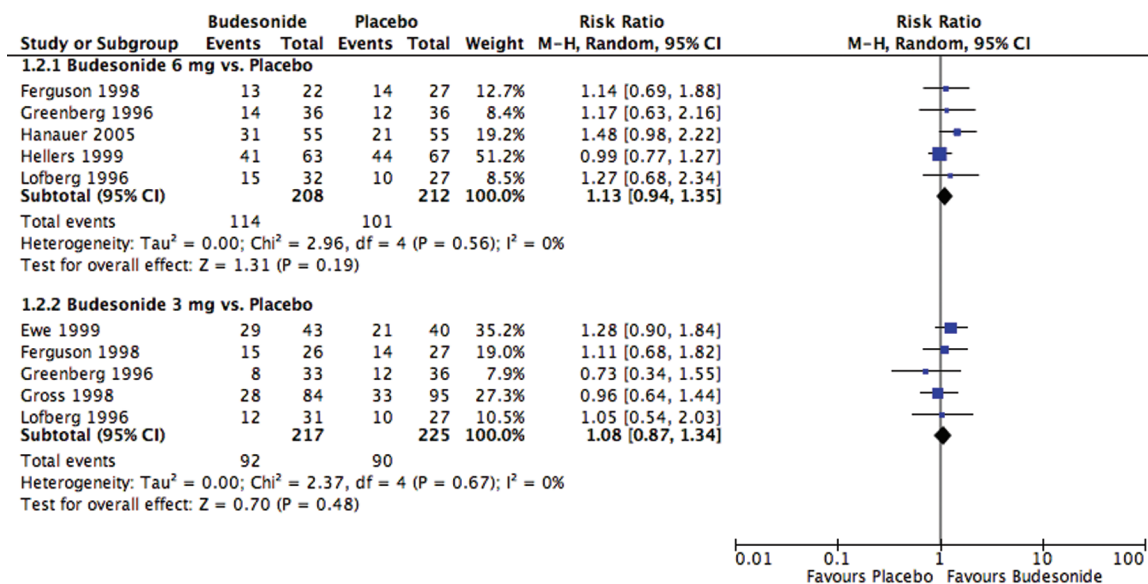 Budesonide Placebo Risk Ratio Risk Ratio
Study or Subgroup Events Total Events Total Weight M-H, Random, 95% CI M-H, Random, 95% CI
1.2.1 Budesonide 6 mg vs. Placebo
Ferguson 1998 13 22 14 27 12.7% 1.14 [0.69, 1.88]
Greenberg 1996 14 36 12 36 8.4% 1.17 [0.63, 2.16]
Hanauer 2005 31 55 21 55 19.2% 1.48 [0.98, 2.22]
Hellers 1999 41 63 44 67 51.2% 0.99 [0.77, 1.27]
Lofberg 1996 15 32 10 27 8.5% 1.27 [0.68, 2.34]
Subtotal (95% CI) 208 212 100.0% 1.13 [0.94, 1.35]
Total events 114 101
Heterogeneity: Tau² = 0.00; Chi² = 2.96, df = 4 (P = 0.56); I² = 0%
Test for overall effect: Z = 1.31 (P = 0.19)
1.2.2 Budesonide 3 mg vs. Placebo
Ewe 1999 29 43 21 40 35.2% 1.28 [0.90, 1.84]
Ferguson 1998 15 26 14 27 19.0% 1.11 [0.68, 1.82]
Greenberg 1996 8 33 12 36 7.9% 0.73 [0.34, 1.55]
Gross 1998 28 84 33 95 27.3% 0.96 [0.64, 1.44]
Lofberg 1996 12 31 10 27 10.5% 1.05 [0.54, 2.03]
Subtotal (95% CI) 217 225 100.0% 1.08 [0.87, 1.34]
Total events 92 90
Heterogeneity: Tau² = 0.00; Chi² = 2.37, df = 4 (P = 0.67); I² = 0%
Test for overall effect: Z = 0.70 (P = 0.48)
0.01 0.1 1 10 100
Favours Placebo Favours Budesonide